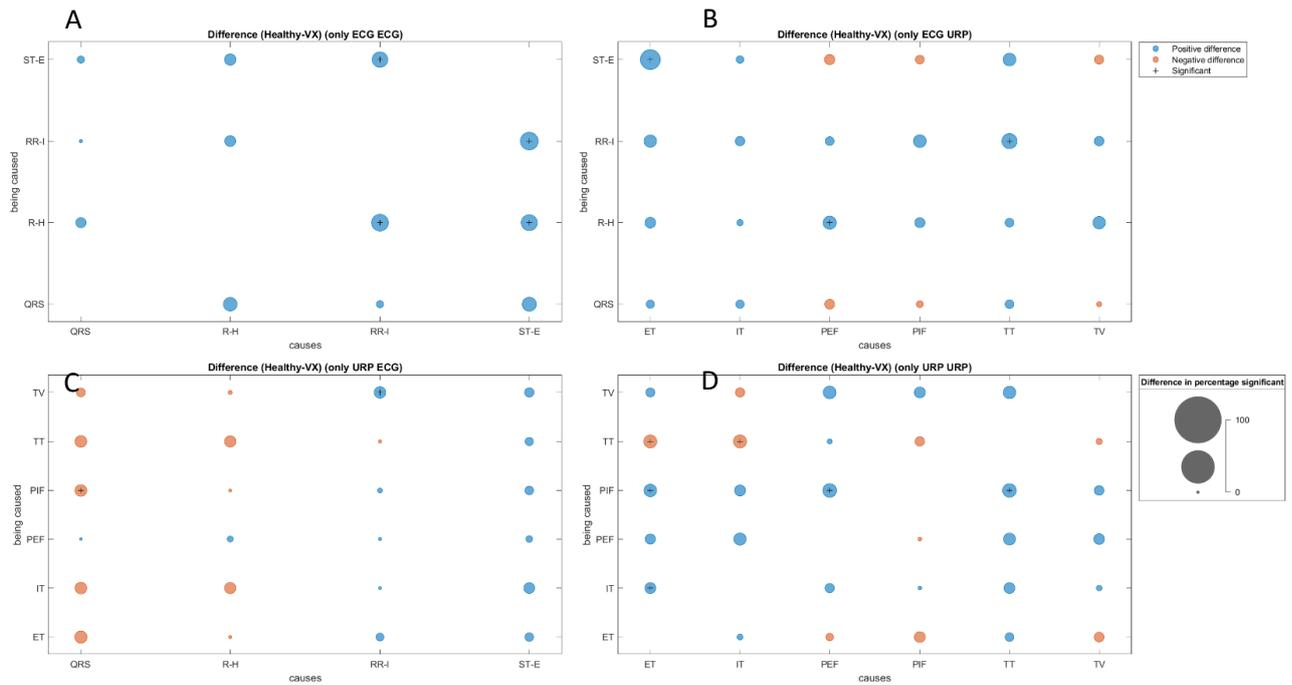 A
Difference (Healthy-VX) (only ECG ECG)
ST-E
RR-I
R-H
QRS
being caused
QRS R-H RR-I ST-E
causes
B
Difference (Healthy-VX) (only ECG URP)
ST-E
RR-I
R-H
QRS
being caused
ET IT PEF PIF TT TV
causes
Positive difference
Negative difference
Significant
C
Difference (Healthy-VX) (only URP ECG)
TV
TT
PIF
PEF
IT
ET
being caused
QRS R-H RR-I ST-E
causes
D
Difference (Healthy-VX) (only URP URP)
TV
TT
PIF
PEF
IT
ET
being caused
ET IT PEF PIF TT TV
causes
Difference in percentage significant
100
0